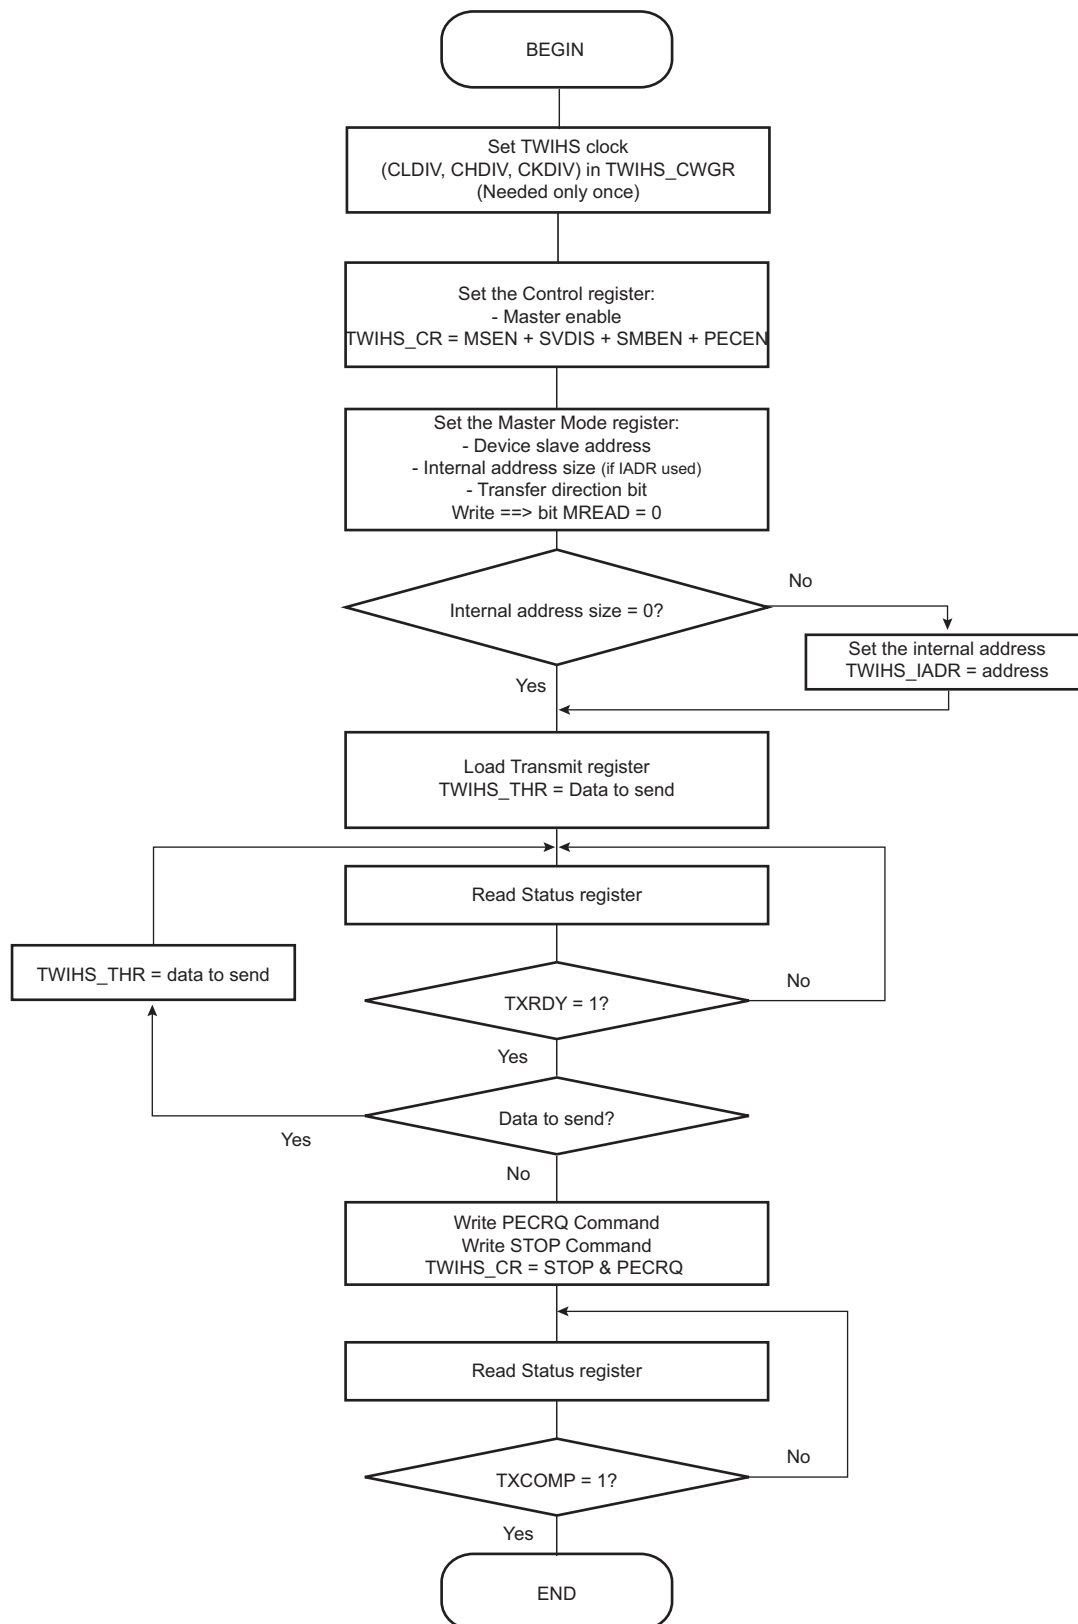 BEGIN
Set TWIHS clock
(CLDIV, CHDIV, CKDIV) in TWIHS_CWGR
(Needed only once)
Set the Control register:
- Master enable
TWIHS_CR = MSEN + SVDIS + SMBEN + PECEN
Set the Master Mode register:
- Device slave address
- Internal address size (if IADR used)
- Transfer direction bit
Write ==> bit MREAD = 0
No
Internal address size = 0?
Set the internal address
TWIHS_IADR = address
Yes
Load Transmit register
TWIHS_THR = Data to send
Read Status register
TWIHS_THR = data to send
No
TXRDY = 1?
Yes
Data to send?
Yes
No
Write PECRQ Command
Write STOP Command
TWIHS_CR = STOP & PECRQ
Read Status register
No
TXCOMP = 1?
Yes
END